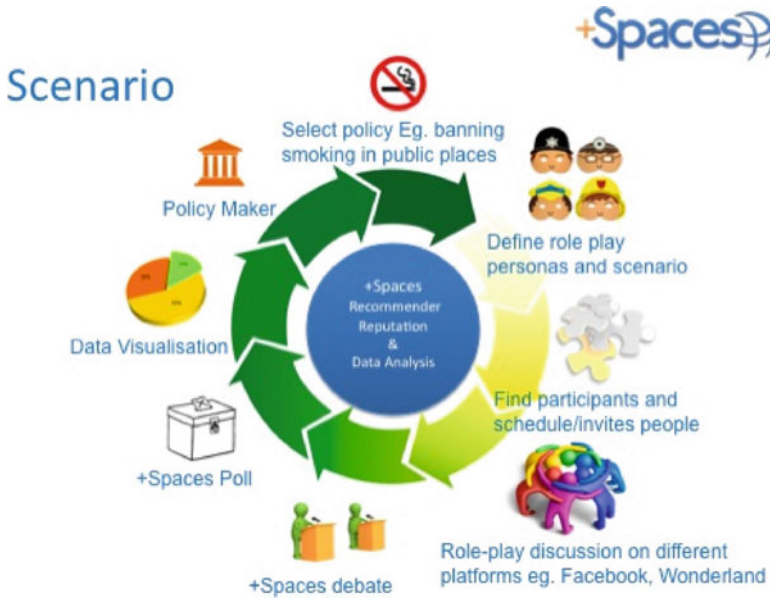 +Spaces
Scenario
Select policy Eg. banning
smoking in public places
Policy Maker
Define role play
personas and scenario
+Spaces
Recommender
Reputation
&
Data Analysis
Data Visualisation
Find participants and
schedule/invites people
+Spaces Poll
Role-play discussion on different
platforms eg. Facebook, Wonderland
+Spaces debate